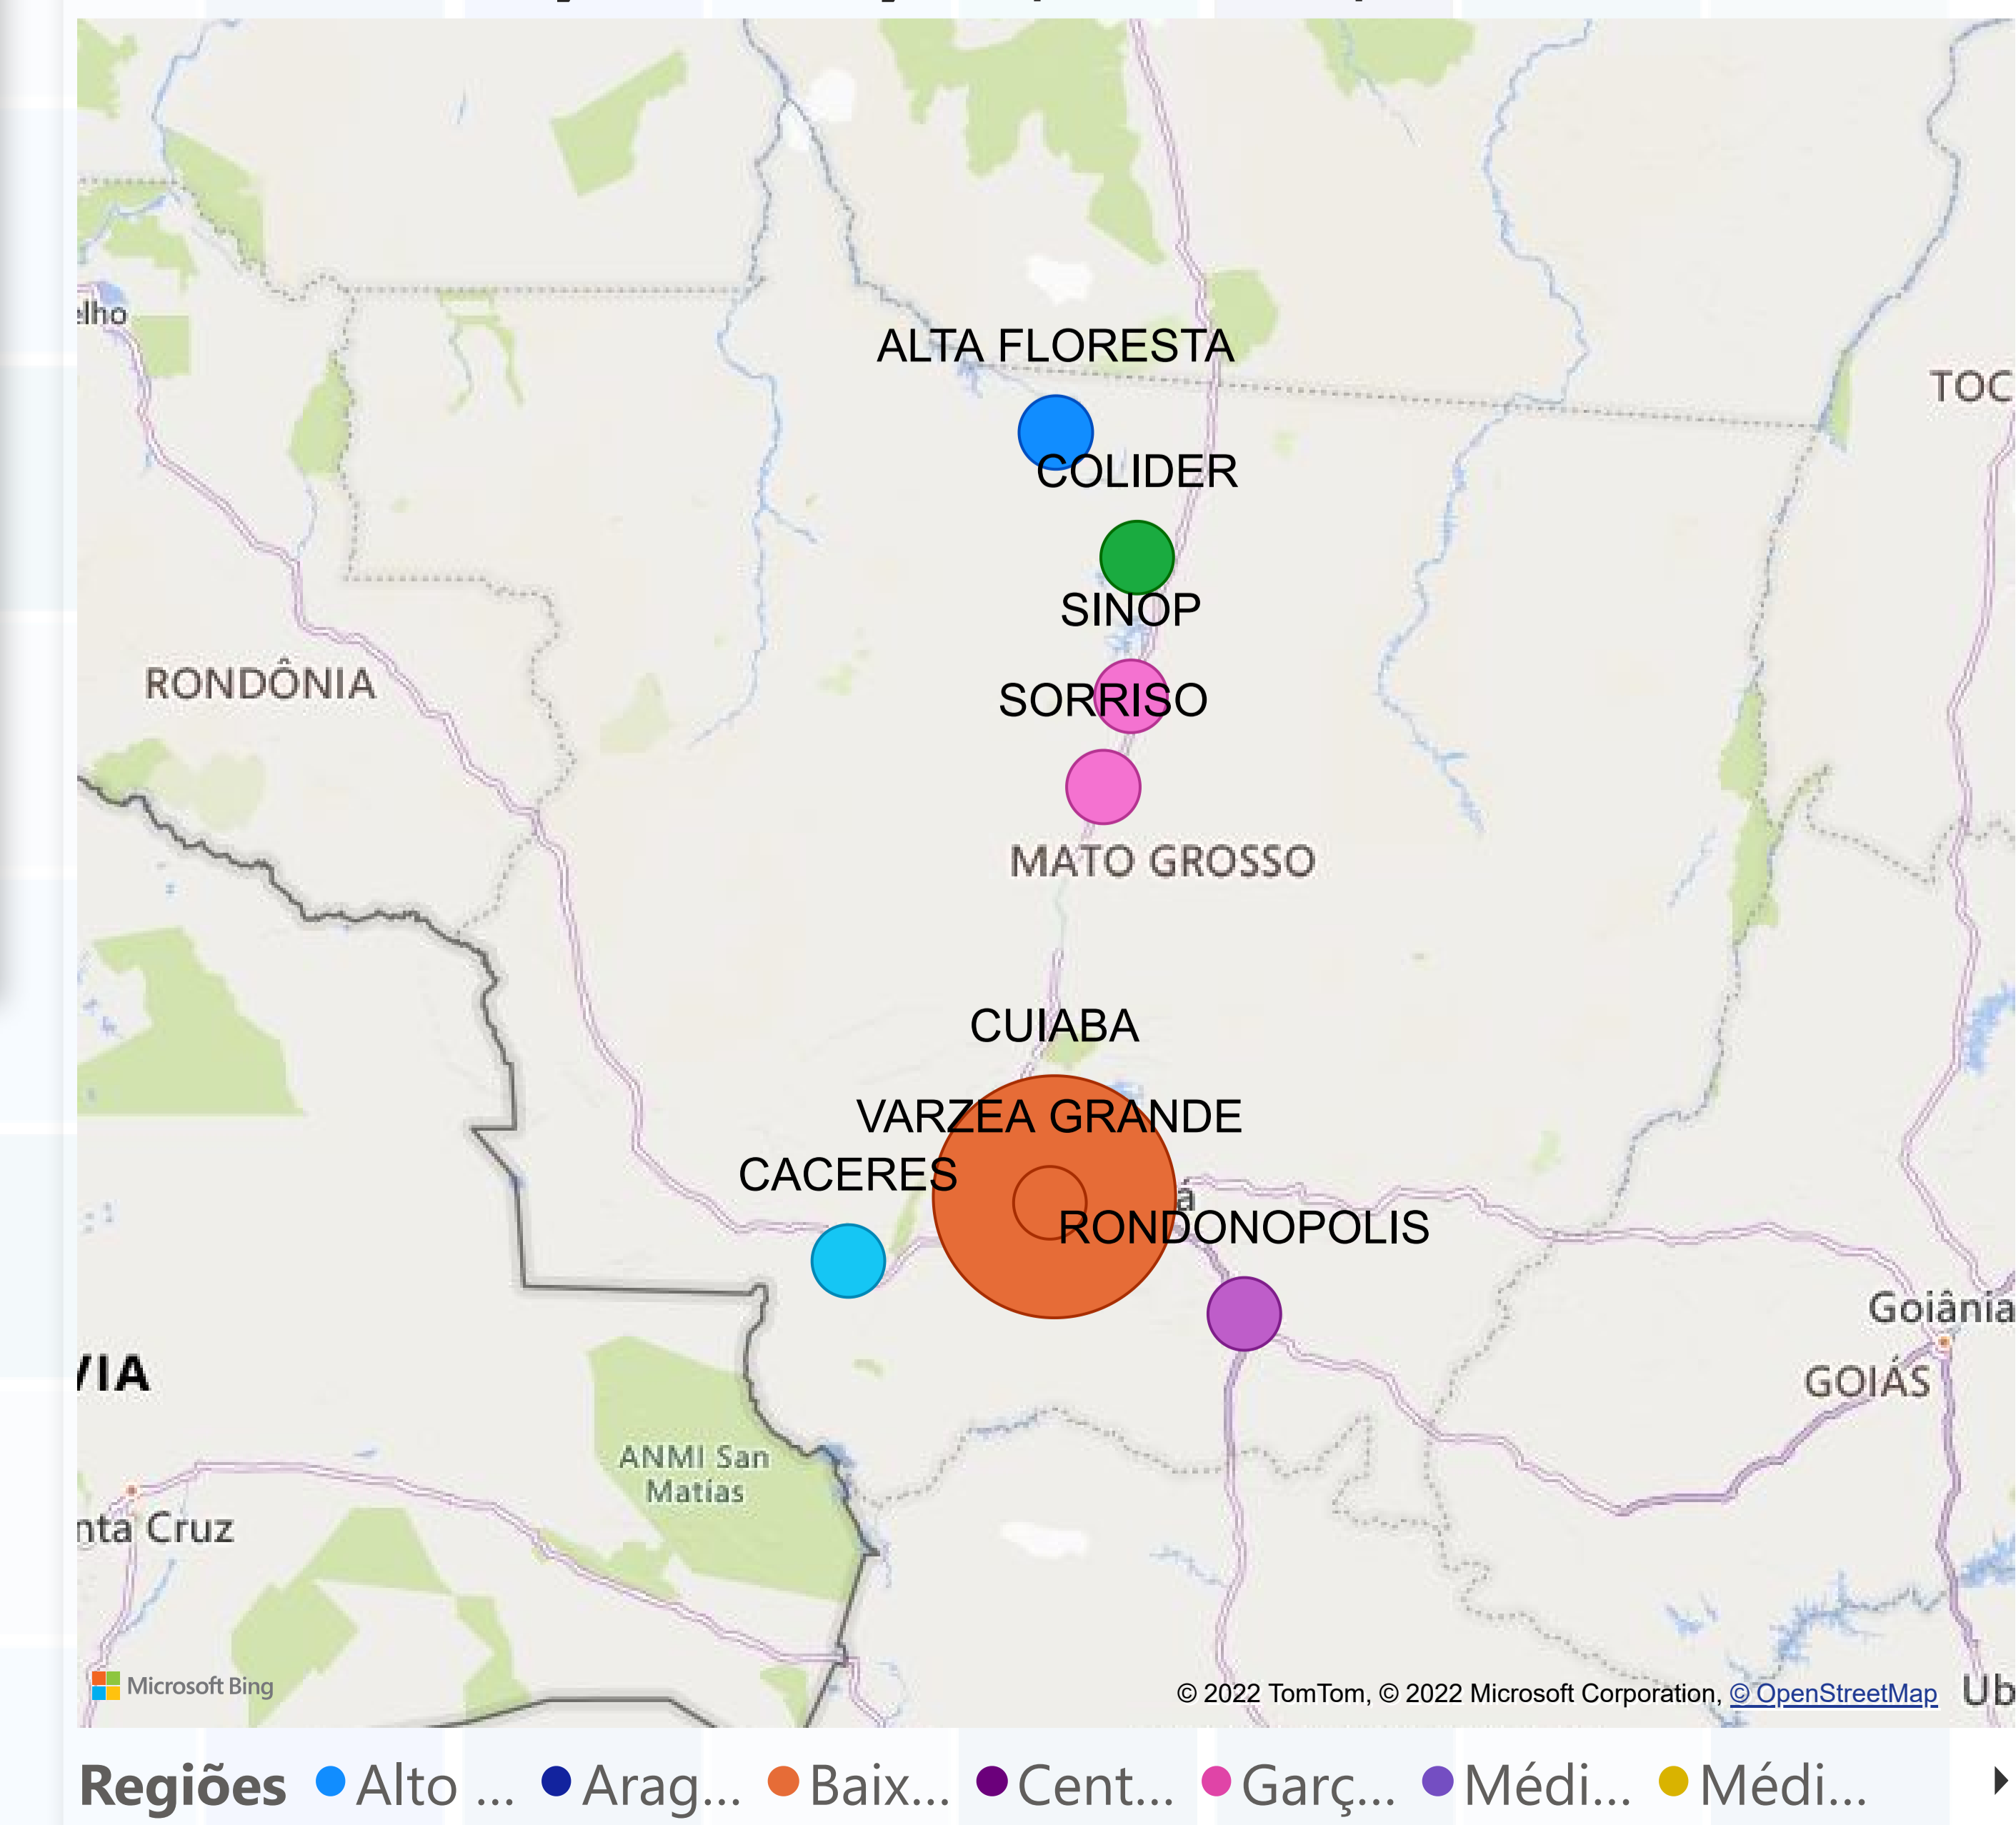 elho
ALTA FLORESTA
TOC
COLIDER
SINOP
RONDÔNIA
SORRISO
MATO GROSSO
CUIABA
VARZEA GRANDE
CACERES
á
RONDONOPOLIS
Goiânia
VIA
GOIÁS
ANMI San
Matias
nta Cruz
Microsoft Bing
© 2022 TomTom, © 2022 Microsoft Corporation, © OpenStreetMap
Ub
Regiões Alto ... Arag... Baix... Cent... Garç... Médi... Médi...